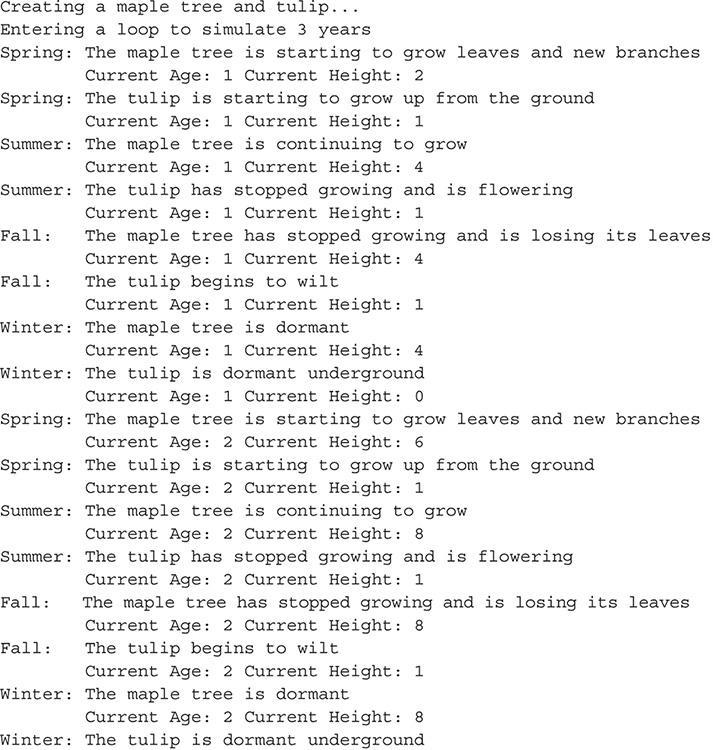 Creating a maple tree and tulip...
Entering a loop to simulate 3 years
Spring: The maple tree is starting to grow leaves and new branches
        Current Age: 1 Current Height: 2
Spring: The tulip is starting to grow up from the ground
        Current Age: 1 Current Height: 1
Summer: The maple tree is continuing to grow
        Current Age: 1 Current Height: 4
Summer: The tulip has stopped growing and is flowering
        Current Age: 1 Current Height: 1
Fall:   The maple tree has stopped growing and is losing its leaves
        Current Age: 1 Current Height: 4
Fall:   The tulip begins to wilt
        Current Age: 1 Current Height: 1
Winter: The maple tree is dormant
        Current Age: 1 Current Height: 4
Winter: The tulip is dormant underground
        Current Age: 1 Current Height: 0
Spring: The maple tree is starting to grow leaves and new branches
        Current Age: 2 Current Height: 6
Spring: The tulip is starting to grow up from the ground
        Current Age: 2 Current Height: 1
Summer: The maple tree is continuing to grow
        Current Age: 2 Current Height: 8
Summer: The tulip has stopped growing and is flowering
        Current Age: 2 Current Height: 1
Fall:   The maple tree has stopped growing and is losing its leaves
        Current Age: 2 Current Height: 8
Fall:   The tulip begins to wilt
        Current Age: 2 Current Height: 1
Winter: The maple tree is dormant
        Current Age: 2 Current Height: 8
Winter: The tulip is dormant underground